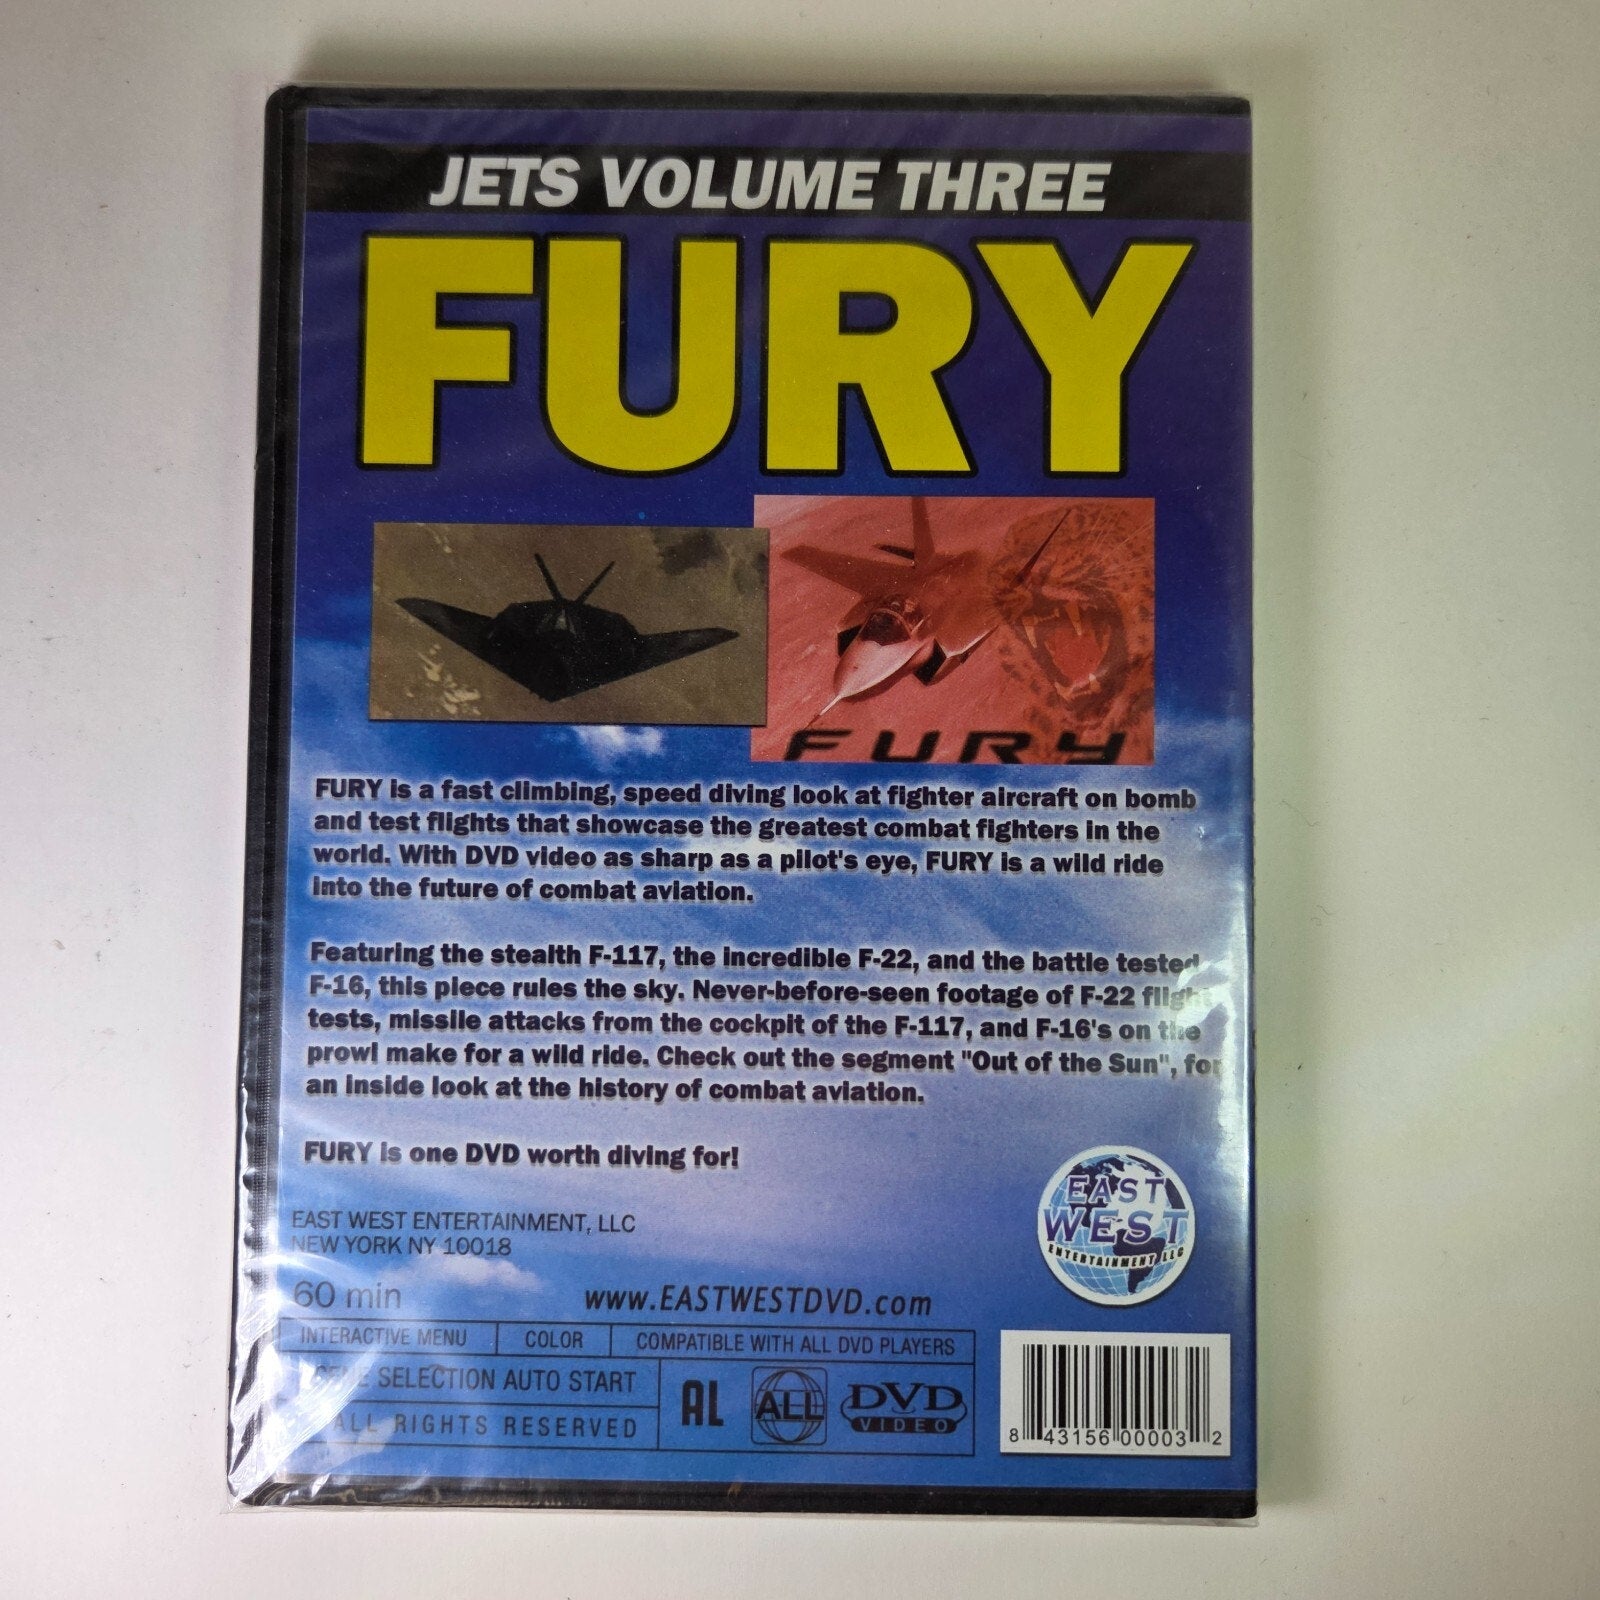 JETS VOLUME THREE
FURY
FURY
FURY is a fast climbing, speed diving look at fighter aircraft on bomb
and test flights that showcase the greatest combat fighters in the
world. With DVD video as sharp as a pilot's eye, FURY is a wild ride
into the future of combat aviation.
Featuring the stealth F-117, the incredible F-22, and the battle tested
F-16, this piece rules the sky. Never-before-seen footage of F-22 flight
tests, missile attacks from the cockpit of the F-117, and F-16's on the
prowl make for a wild ride. Check out the segment "Out of the Sun", for
an inside look at the history of combat aviation.
FURY is one DVD worth diving for!
EAST WEST ENTERTAINMENT, LLC
NEW YORK NY 10018
EAST
WEST
ENTERTAINMENT LLC
60 min
www.EASTWESTDVD.com
INTERACTIVE MENU COLOR COMPATIBLE WITH ALL DVD PLAYERS
SCENE SELECTION AUTO START
ALL RIGHTS RESERVED
AL
ALL
DVD
VIDEO
8 43156 00003 2